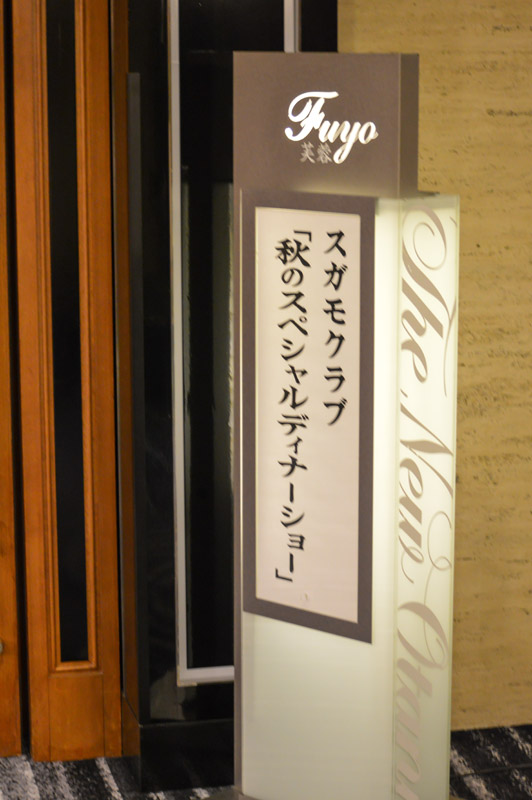 Fuyo
芙蓉
スガモクラブ
「秋のスペシャルディナーショー」
The New Otani